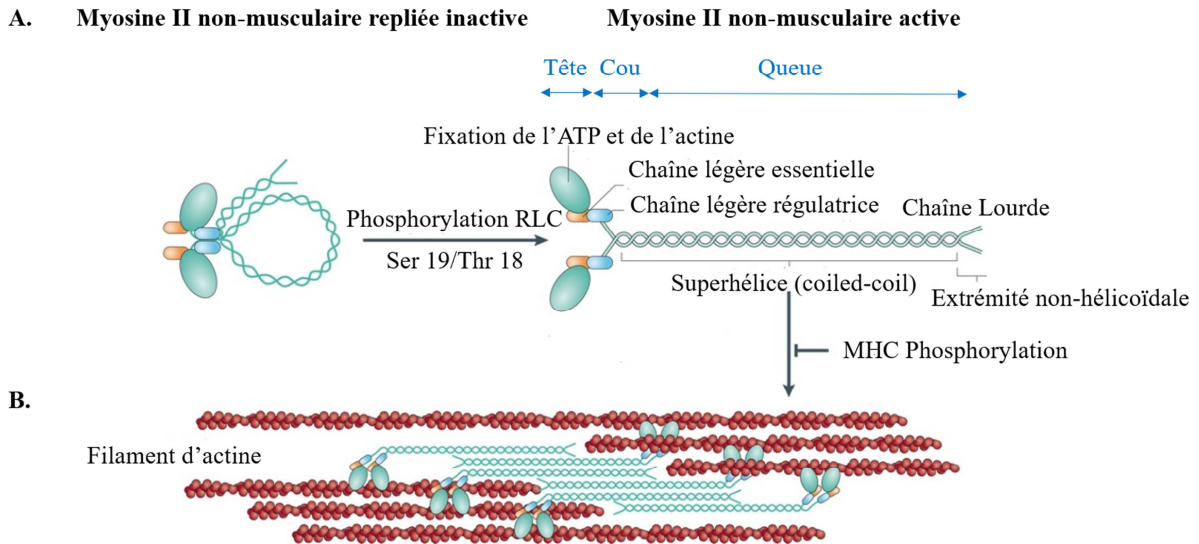 A. Myosine II non-musculaire repliée inactive Myosine II non-musculaire active
Tête Cou Queue
Fixation de l’ATP et de l’actine
Chaîne légère essentielle
Phosphorylation RLC Chaîne légère régulatrice Chaîne Lourde
Ser 19/Thr 18
Superhélice (coiled-coil) Extrémité non-hélicoïdale
MHC Phosphorylation
B.
Filament d’actine